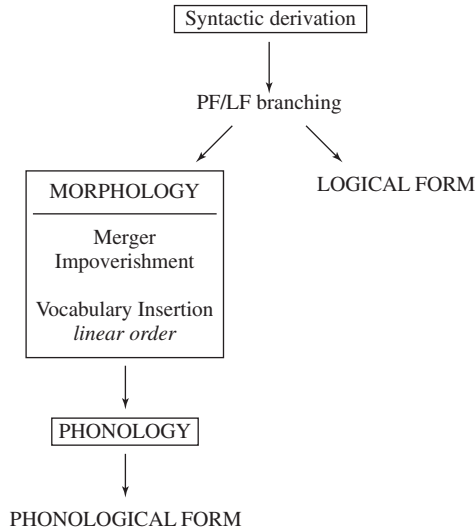 Syntactic derivation
PF/LF branching
MORPHOLOGY
LOGICAL FORM
Merger
Impoverishment
Vocabulary Insertion
linear order
PHONOLOGY
PHONOLOGICAL FORM